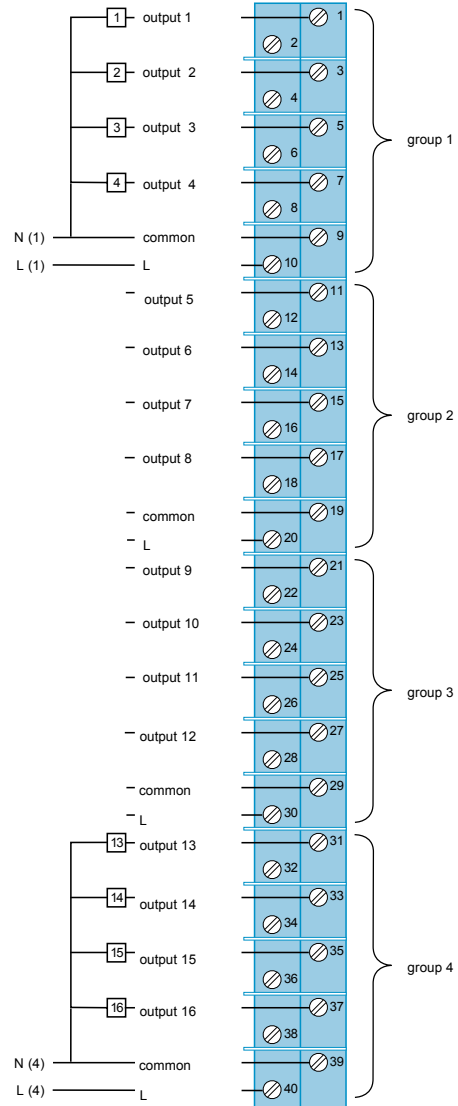 1 output 1 1
2
2 output 2 3
4
3 output 3 5
6
group 1
4 output 4 7
8
N (1) common 9
L (1) L 10
output 5 11
12
output 6 13
14
output 7 15
group 2
16
output 8 17
18
common 19
L 20
output 9 21
22
output 10 23
24
output 11 25
group 3
26
output 12 27
28
common 29
L 30
13 output 13 31
32
14 output 14 33
34
15 output 15 35
group 4
36
16 output 16 37
38
N (4) common 39
L (4) L 40